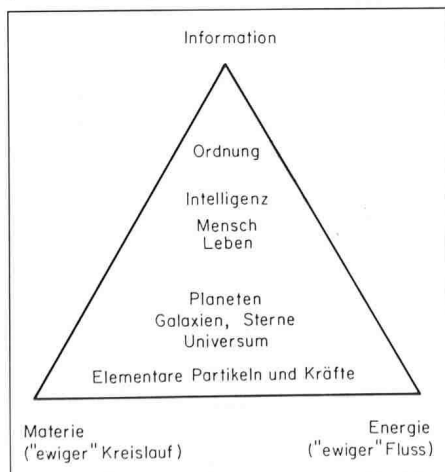 Information
Ordnung
Intelligenz
Mensch
Leben
Planeten
Galaxien, Sterne
Universum
Elementare Partikeln und Kräfte
Materie
("ewiger" Kreislauf)
Energie
("ewiger" Fluss)